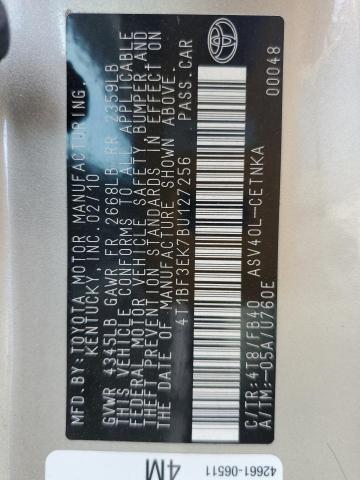 MFD.BY:TOYOTA MOTOR MANUFACTURING
KENTUCKY, INC. 02/10
GVWR 4345LB GAWR FR 2668LB RR 2359LB
THIS VEHICLE CONFORMS TO ALL APPLICABLE
FEDERAL MOTOR VEHICLE SAFETY BUMPER AND
THEFT PREVENTION STANDARDS IN EFFECT ON
THE DATE OF MANUFACTURE SHOWN ABOVE.
4T1BF3EK7BU127256 PASS.CAR
C/TR:4T8/FB40 ASV40L-CETNKA
A/TM:-05A/U760E 00048
42661-06511
4M